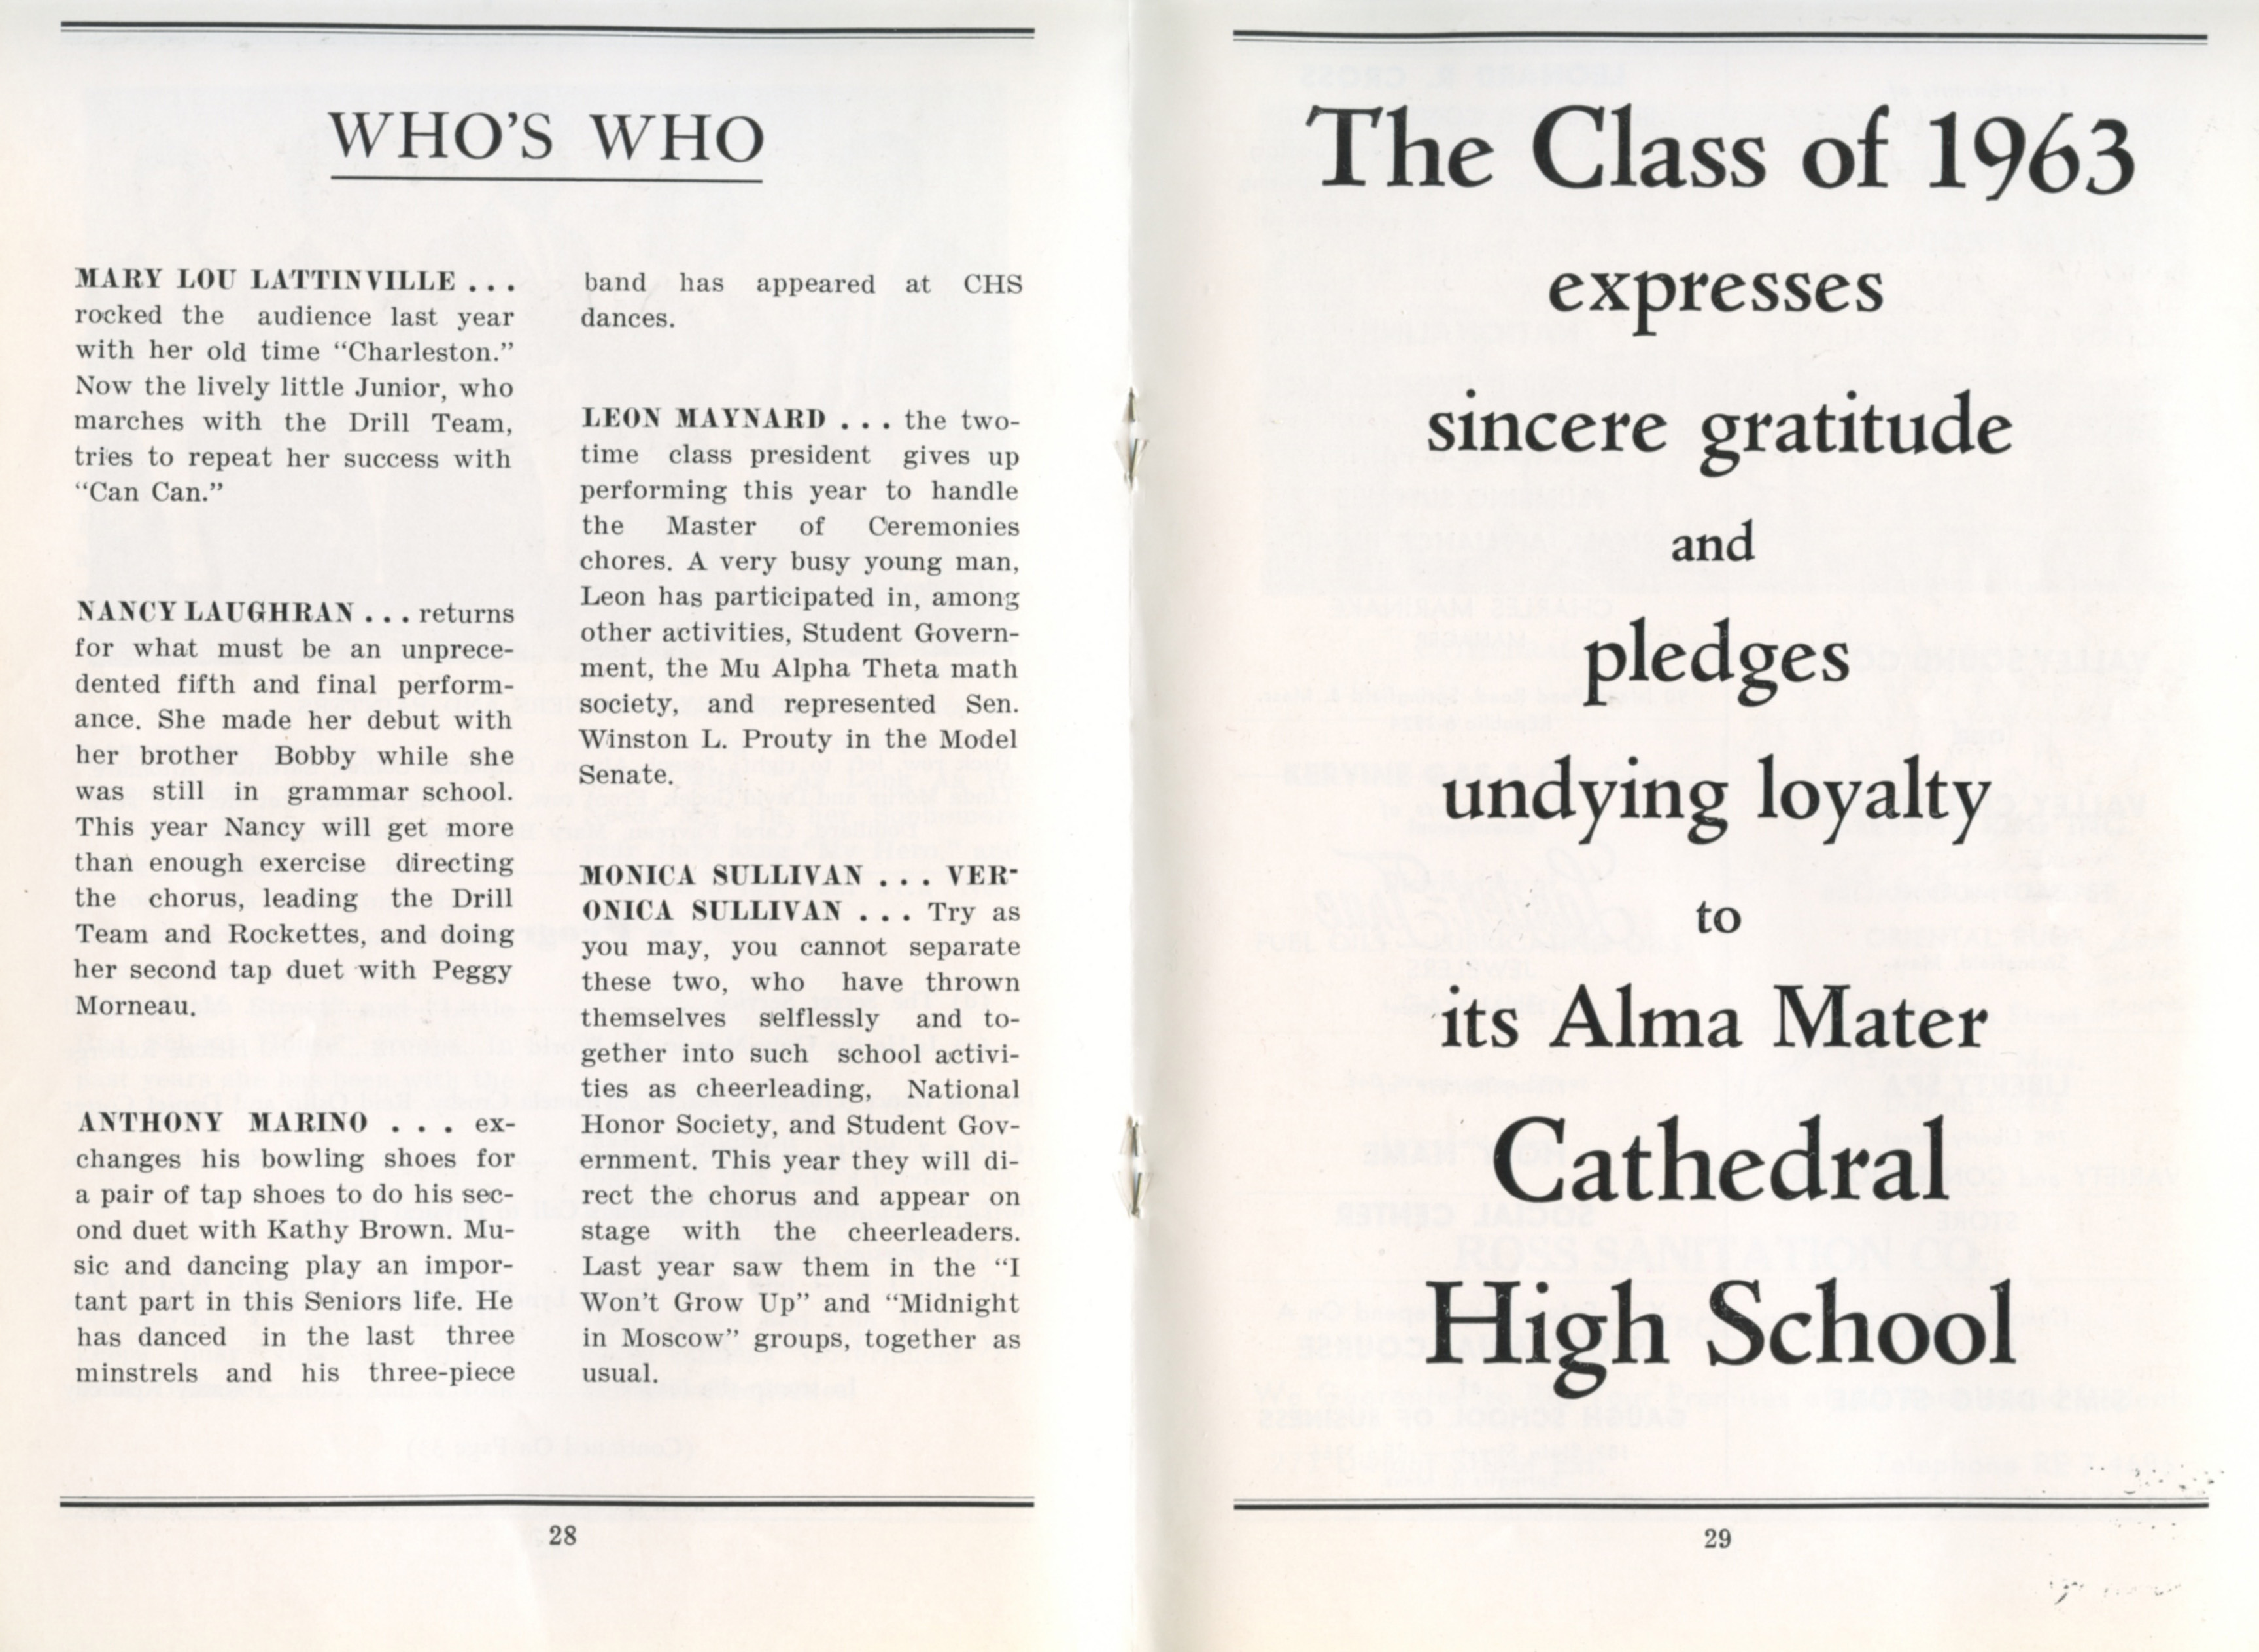 WHO'S WHO
MARY LOU LATTINVILLE . . .
rocked the audience last year
with her old time “Charleston.”
Now the lively little Junior, who
marches with the Drill Team,
tries to repeat her success with
“Can Can.”
NANCY LAUGHRAN . . . returns
for what must be an unprece-
dented fifth and final perform-
ance. She made her debut with
her brother Bobby while she
was still in grammar school.
This year Nancy will get more
than enough exercise directing
the chorus, leading the Drill
Team and Rockettes, and doing
her second tap duet with Peggy
Morneau.
ANTHONY MARINO . . . ex-
changes his bowling shoes for
a pair of tap shoes to do his sec-
ond duet with Kathy Brown. Mu-
sic and dancing play an impor-
tant part in this Seniors life. He
has danced in the last three
minstrels and his three-piece
band has appeared at CHS
dances.
LEON MAYNARD . . . the two-
time class president gives up
performing this year to handle
the Master of Ceremonies
chores. A very busy young man,
Leon has participated in, among
other activities, Student Govern-
ment, the Mu Alpha Theta math
society, and represented Sen.
Winston L. Prouty in the Model
Senate.
MONICA SULLIVAN . . . VER-
ONICA SULLIVAN . . . Try as
you may, you cannot separate
these two, who have thrown
themselves selflessly and to-
gether into such school activi-
ties as cheerleading, National
Honor Society, and Student Gov-
ernment. This year they will di-
rect the chorus and appear on
stage with the cheerleaders.
Last year saw them in the “I
Won't Grow Up” and “Midnight
in Moscow” groups, together as
usual.
28
The Class of 1963
expresses
sincere gratitude
and
pledges
undying loyalty
to
its Alma Mater
Cathedral
High School
29